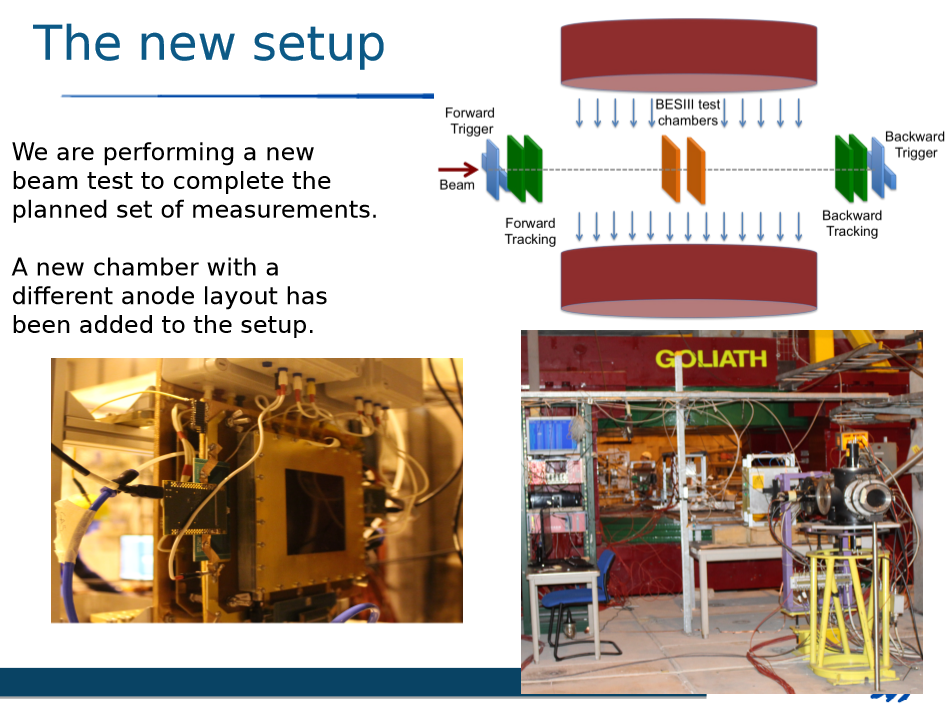 The new setup
We are performing a new
beam test to complete the
planned set of measurements.
A new chamber with a
different anode layout has
been added to the setup.
Forward
Trigger
Beam
Forward
Tracking
BESIII test
chambers
Backward
Trigger
Backward
Tracking
GOLIATH